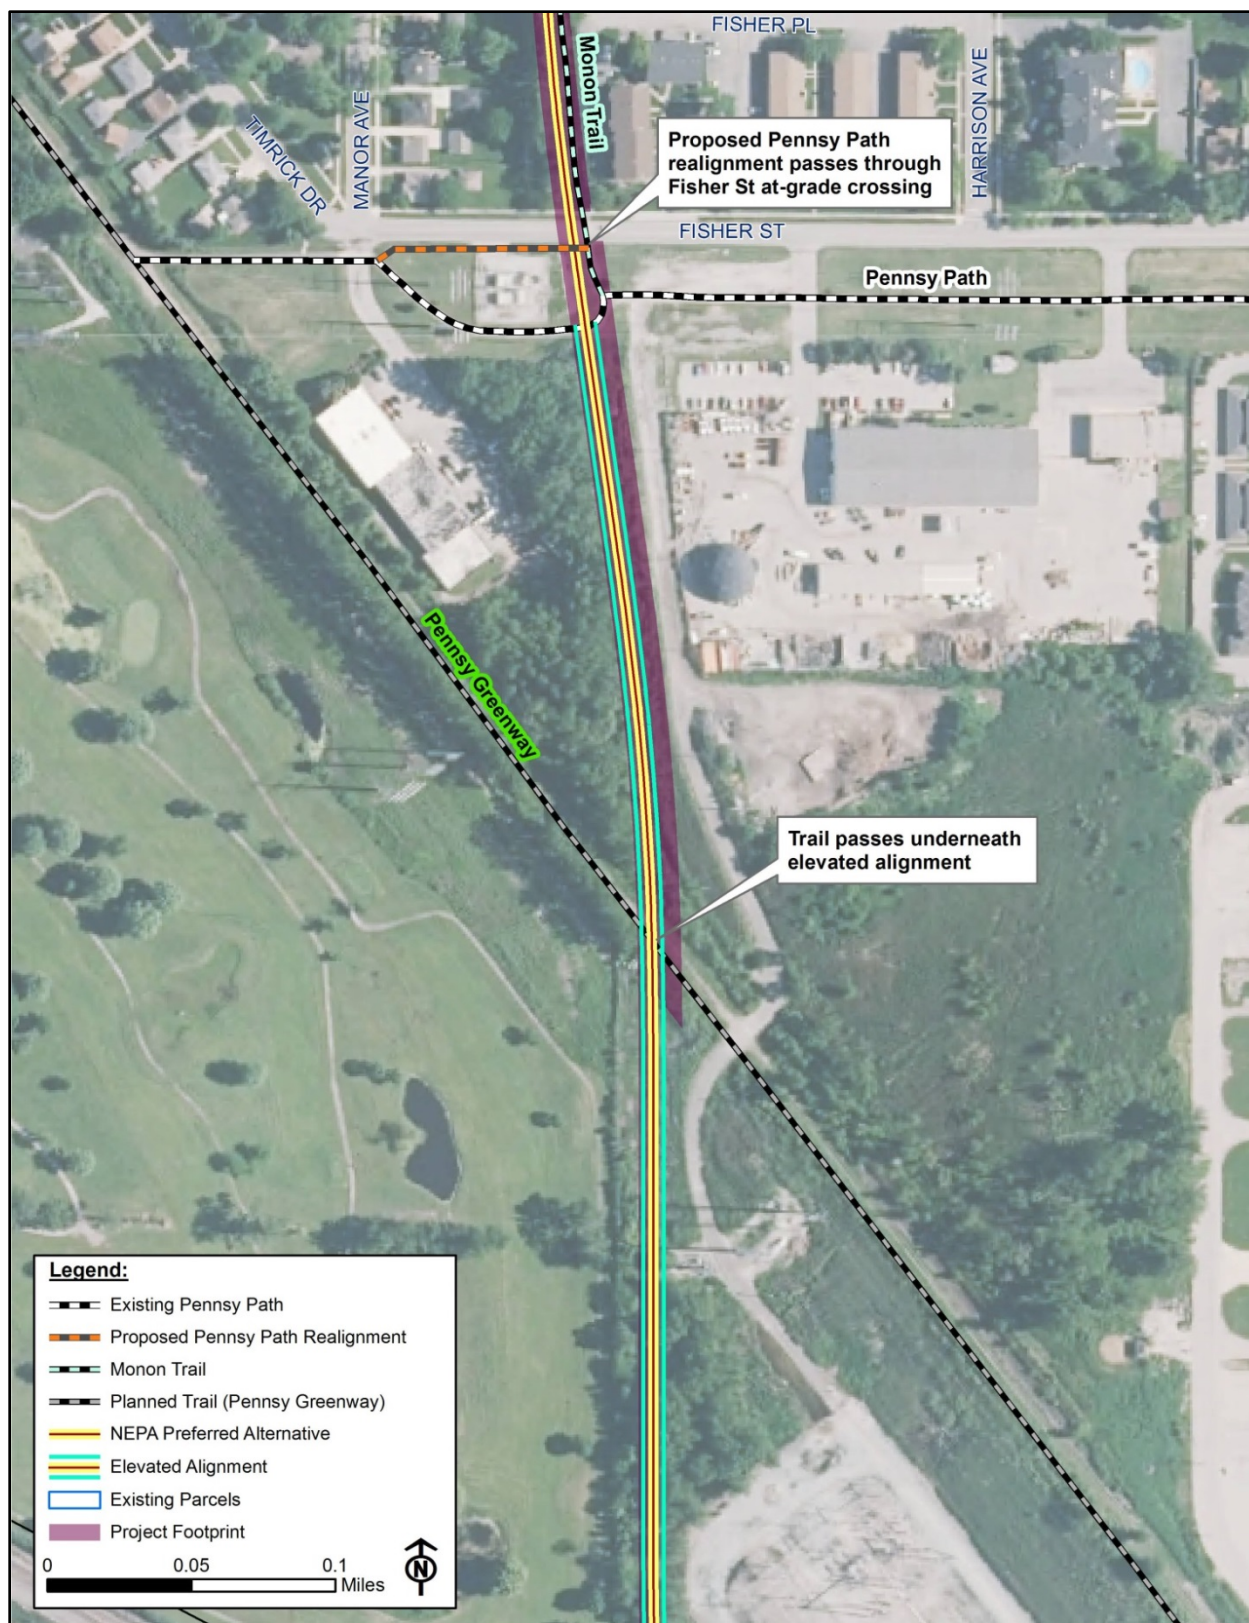 FISHER PL
Monon Trail
MANOR AVE
TIMRICK DR
HARRISON AVE
Proposed Pennsy Path
realignment passes through
Fisher St at-grade crossing
FISHER ST
Pennsy Path
Pennsy Greenway
Trail passes underneath
elevated alignment
Legend:
Existing Pennsy Path
Proposed Pennsy Path Realignment
Monon Trail
Planned Trail (Pennsy Greenway)
NEPA Preferred Alternative
Elevated Alignment
Existing Parcels
Project Footprint
0 0.05 0.1
Miles
N